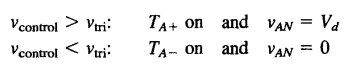 v_control > v_tri: T_A+ on and v_AN = V_d
v_control < v_tri: T_A− on and v_AN = 0